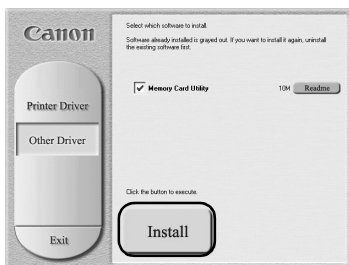 Canon
Printer Driver
Other Driver
Exit
Select which software to install.
Software already installed is grayed out. If you want to install it again, uninstall
the existing software first.
Memory Card Utility 10M Readme
Click the button to execute.
Install